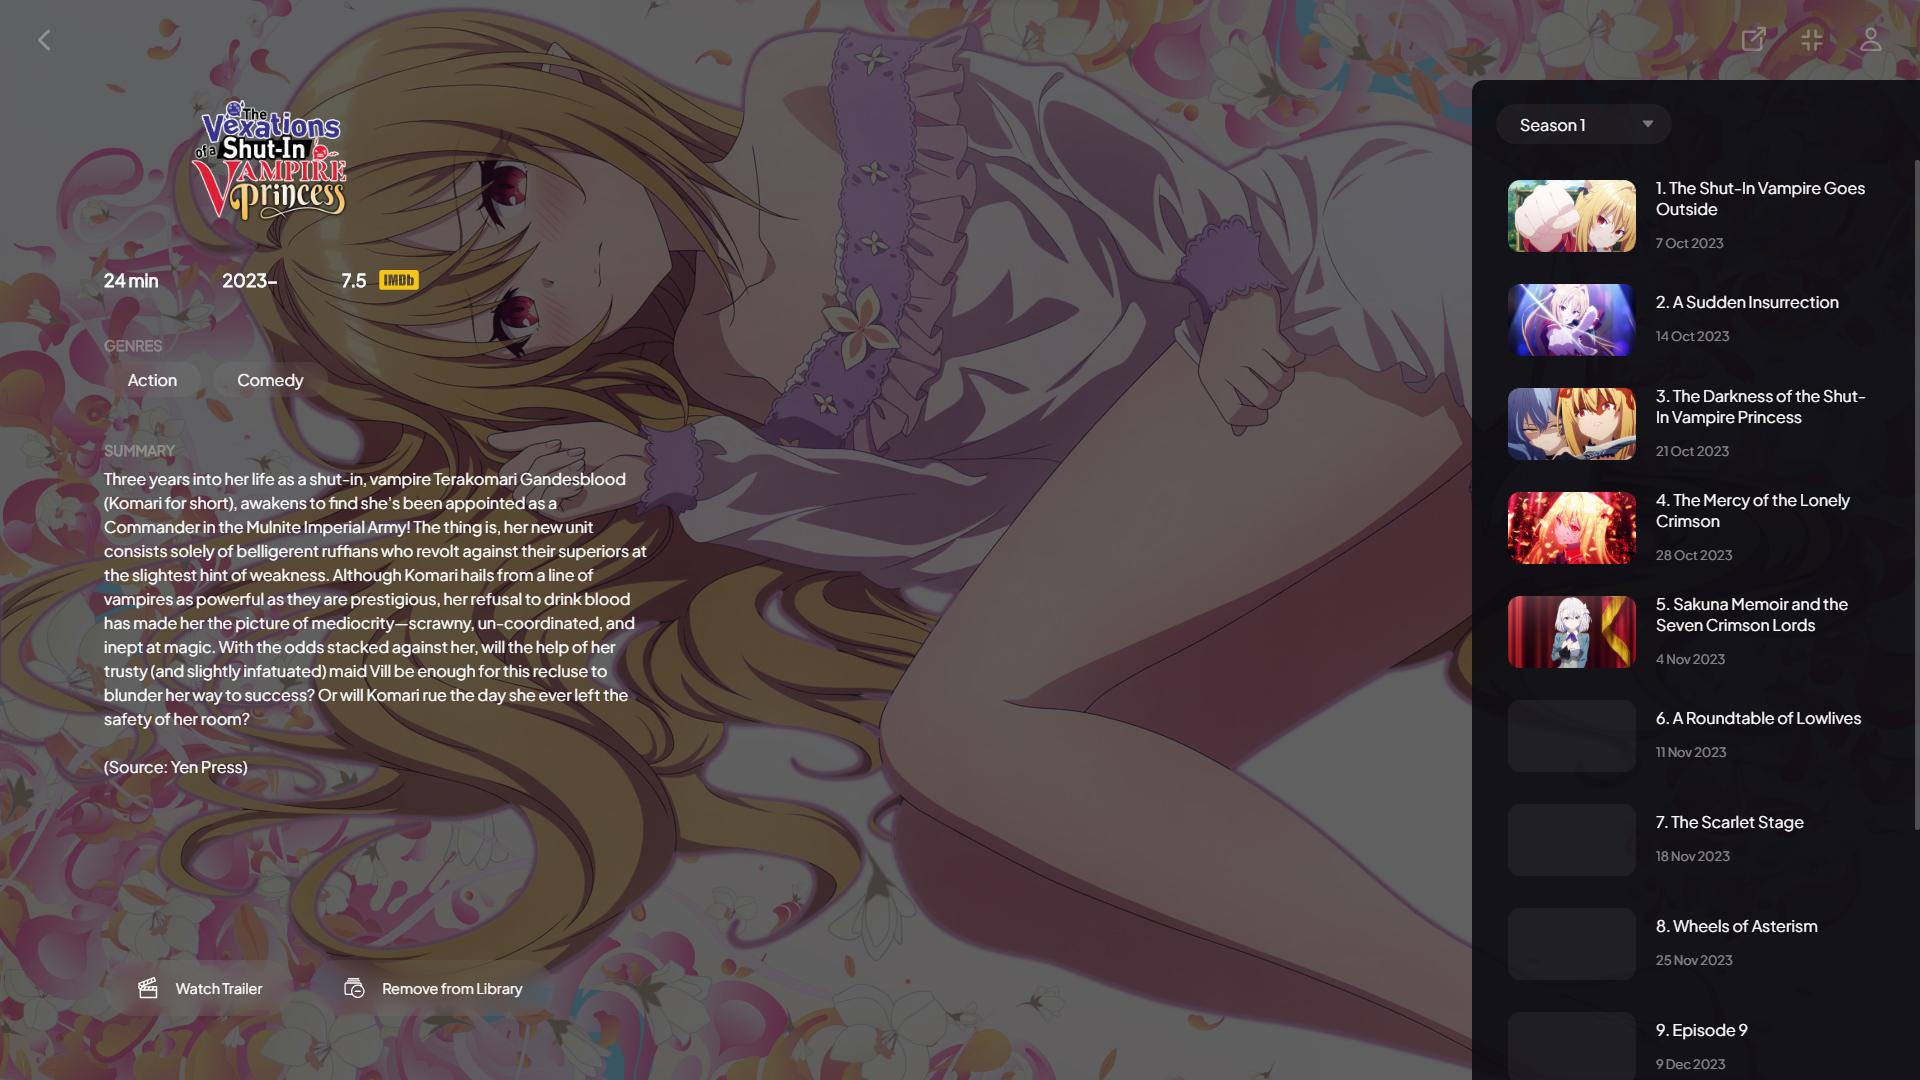 The
Vexations
of a Shut-In
VAMPIRE
Princess
24 min 2023– 7.5 IMDb
GENRES
Action Comedy
SUMMARY
Three years into her life as a shut-in, vampire Terakomari Gandesblood
(Komari for short), awakens to find she’s been appointed as a
Commander in the Mulnite Imperial Army! The thing is, her new unit
consists solely of belligerent ruffians who revolt against their superiors at
the slightest hint of weakness. Although Komari hails from a line of
vampires as powerful as they are prestigious, her refusal to drink blood
has made her the picture of mediocrity—scrawny, un-coordinated, and
inept at magic. With the odds stacked against her, will the help of her
trusty (and slightly infatuated) maid Vill be enough for this recluse to
blunder her way to success? Or will Komari rue the day she ever left the
safety of her room?
(Source: Yen Press)
Watch Trailer Remove from Library
Season 1
1. The Shut-In Vampire Goes
Outside
7 Oct 2023
2. A Sudden Insurrection
14 Oct 2023
3. The Darkness of the Shut-
In Vampire Princess
21 Oct 2023
4. The Mercy of the Lonely
Crimson
28 Oct 2023
5. Sakuna Memoir and the
Seven Crimson Lords
4 Nov 2023
6. A Roundtable of Lowlives
11 Nov 2023
7. The Scarlet Stage
18 Nov 2023
8. Wheels of Asterism
25 Nov 2023
9. Episode 9
9 Dec 2023